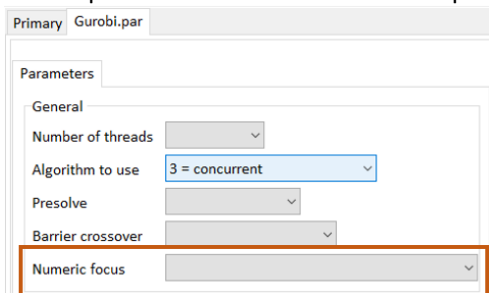 Primary Gurobi.par
Parameters
General
Number of threads
Algorithm to use 3 = concurrent
Presolve
Barrier crossover
Numeric focus